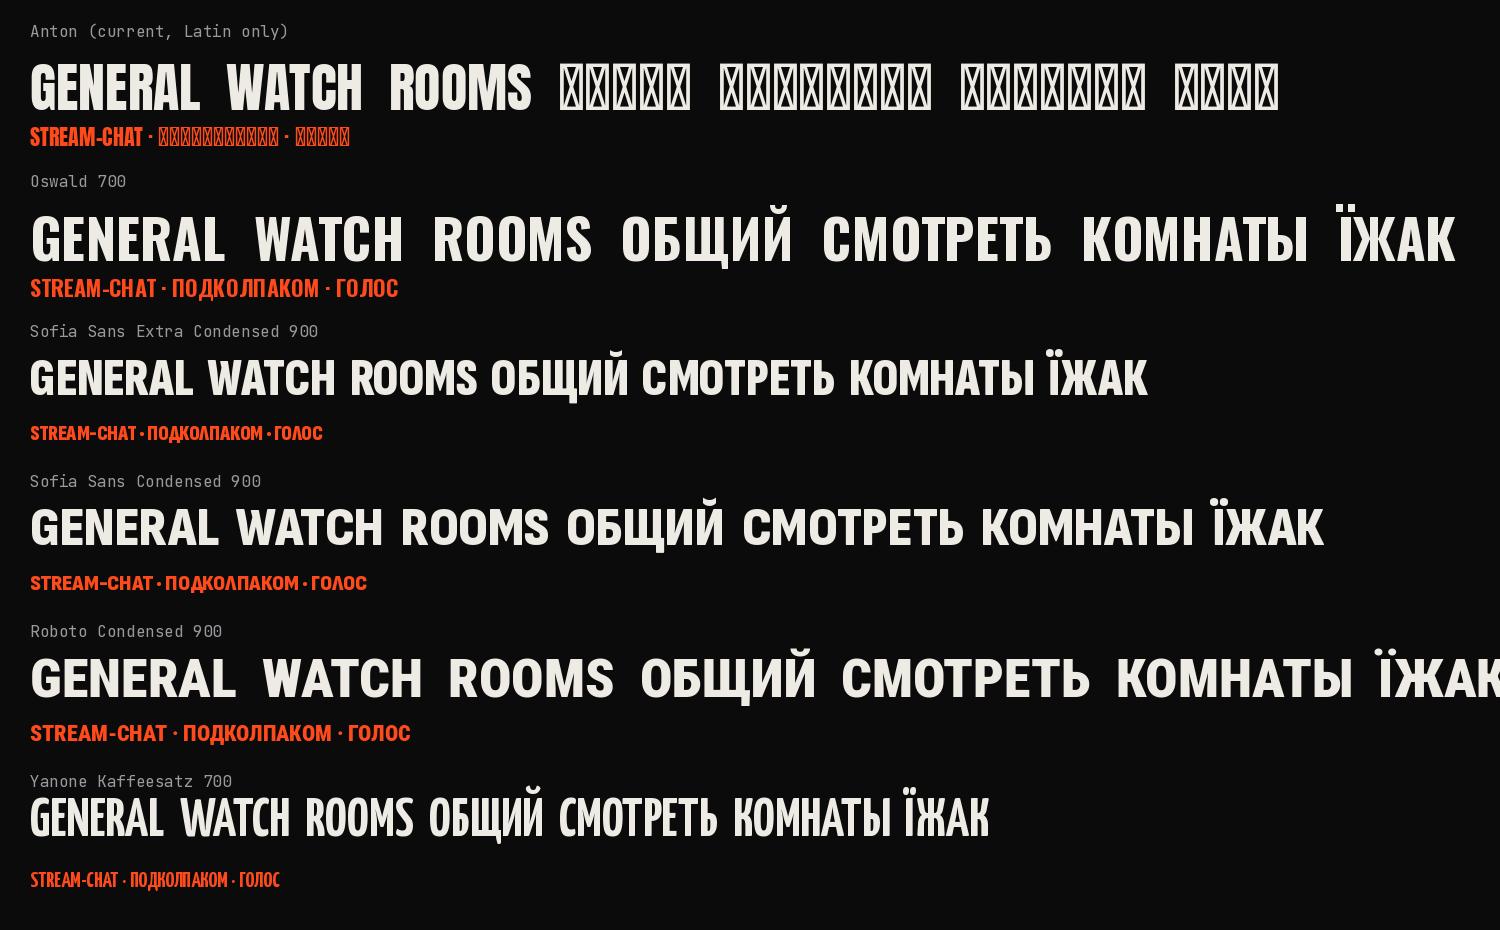 Anton (current, Latin only)
GENERAL WATCH ROOMS
STREAM-CHAT · ·
Oswald 700
GENERAL WATCH ROOMS ОБЩИЙ СМОТРЕТЬ КОМНАТЫ ЇЖАК
STREAM-CHAT · ПОДКОЛПАКОМ · ГОЛОС
Sofia Sans Extra Condensed 900
GENERAL WATCH ROOMS ОБЩИЙ СМОТРЕТЬ КОМНАТЫ ЇЖАК
STREAM-CHAT · ПОДКОЛПАКОМ · ГОЛОС
Sofia Sans Condensed 900
GENERAL WATCH ROOMS ОБЩИЙ СМОТРЕТЬ КОМНАТЫ ЇЖАК
STREAM-CHAT · ПОДКОЛПАКОМ · ГОЛОС
Roboto Condensed 900
GENERAL WATCH ROOMS ОБЩИЙ СМОТРЕТЬ КОМНАТЫ ЇЖАК
STREAM-CHAT · ПОДКОЛПАКОМ · ГОЛОС
Yanone Kaffeesatz 700
GENERAL WATCH ROOMS ОБЩИЙ СМОТРЕТЬ КОМНАТЫ ЇЖАК
STREAM-CHAT · ПОДКОЛПАКОМ · ГОЛОС